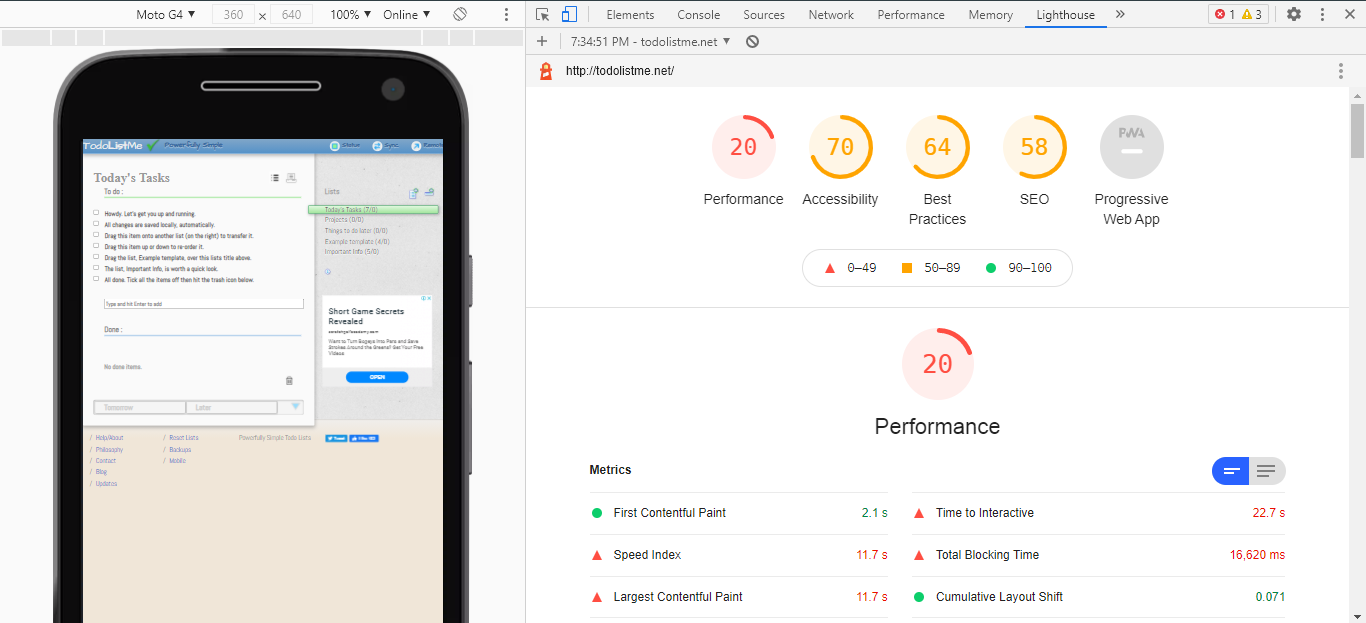 Moto G4 ▼ 360 × 640 100% ▼ Online ▼
Elements Console Sources Network Performance Memory Lighthouse » 1 3
7:34:51 PM - todolistme.net ▼
http://todolistme.net/
TodoListMe Powerfully Simple Status Sync
Today's Tasks
To do :
Howdy. Let's get you up and running.
All changes are saved locally, automatically.
Drag this item onto another list (on the right) to transfer it.
Drag this item up or down to re-order it.
Drag the list, Example template, over this lists title above.
The list, Important Info, is worth a quick look.
All done. Tick all the items off then hit the trash icon below.
Type and hit Enter to add
Done :
No done items.
Tomorrow Later
Lists
Today's Tasks (7/0)
Projects (0/0)
Things to do later (0/0)
Example template (4/0)
Important Info (5/0)
Short Game Secrets
Revealed
Want to Turn Bogeys Into Pars and Save
Strokes Around the Greens? Get Your Free
Videos
OPEN
/ Help/About / Reset Lists Powerfully Simple Todo Lists Tweet
/ Philosophy / Backups
/ Contact / Mobile
/ Blog
/ Updates
20 70 64 58 PWA
Performance Accessibility Best Practices SEO Progressive Web App
0–49 50–89 90–100
20
Performance
Metrics
First Contentful Paint 2.1 s Time to Interactive 22.7 s
Speed Index 11.7 s Total Blocking Time 16,620 ms
Largest Contentful Paint 11.7 s Cumulative Layout Shift 0.071